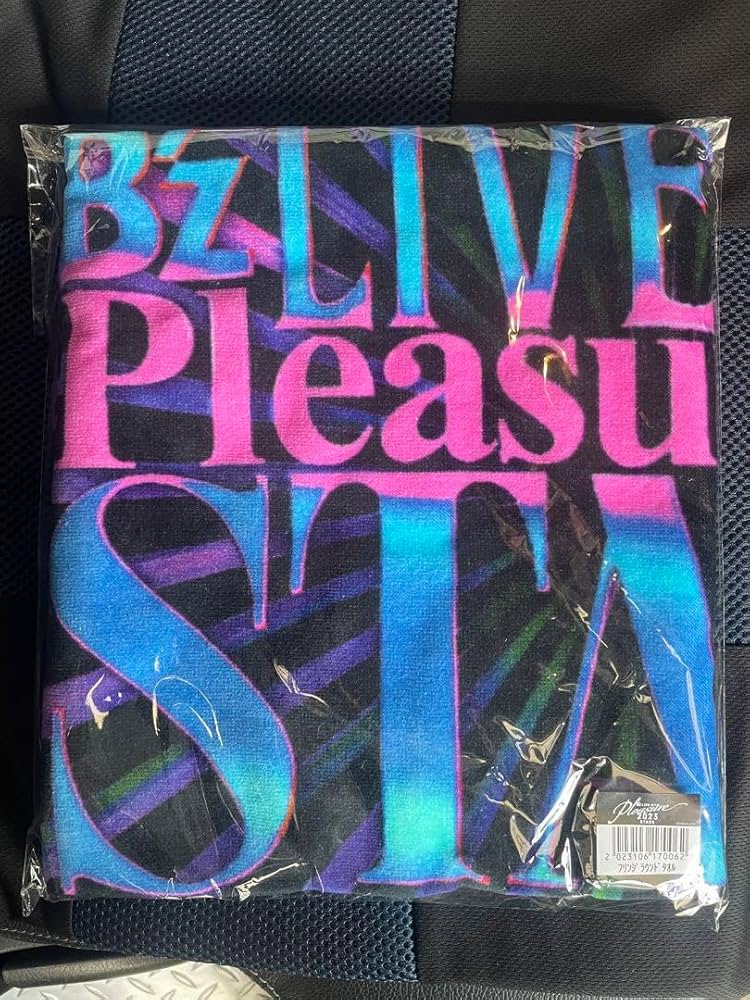 B'z LIVE
Pleasu
STA
Pleasure
2023
STARS
2 023106 170062
フリンジ ラウンド タオル